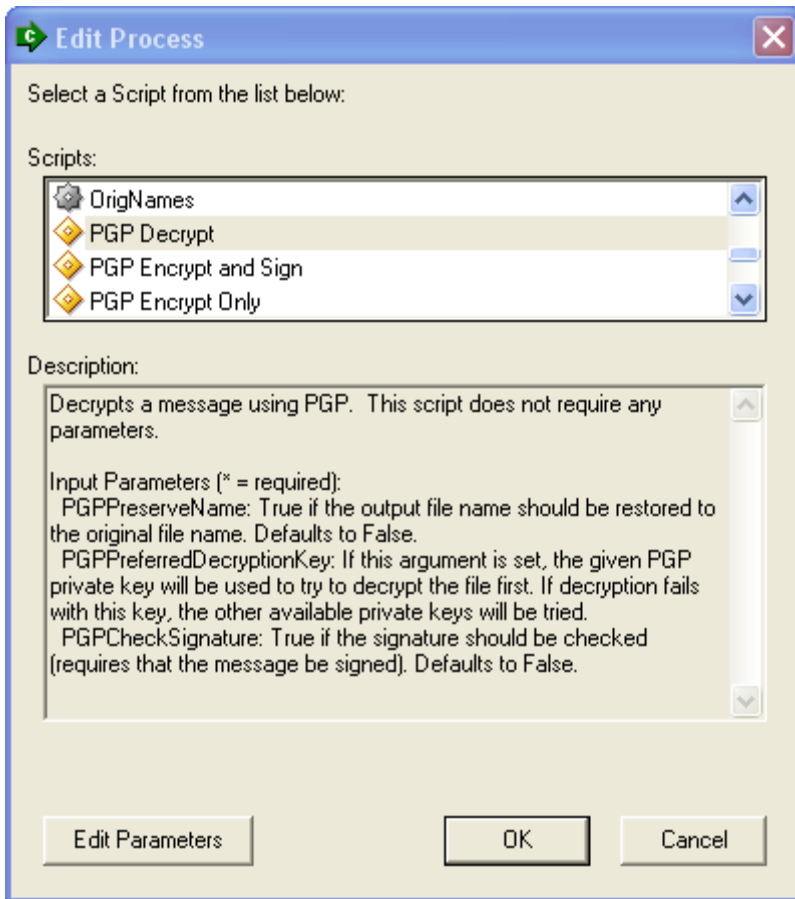 Edit Process
Select a Script from the list below:
Scripts:
OrigNames
PGP Decrypt
PGP Encrypt and Sign
PGP Encrypt Only
Description:
Decrypts a message using PGP.  This script does not require any
parameters.
Input Parameters (* = required):
PGPPreserveName: True if the output file name should be restored to
the original file name. Defaults to False.
PGPPreferredDecryptionKey: If this argument is set, the given PGP
private key will be used to try to decrypt the file first. If decryption fails
with this key, the other available private keys will be tried.
PGPCheckSignature: True if the signature should be checked
(requires that the message be signed). Defaults to False.
Edit Parameters OK Cancel